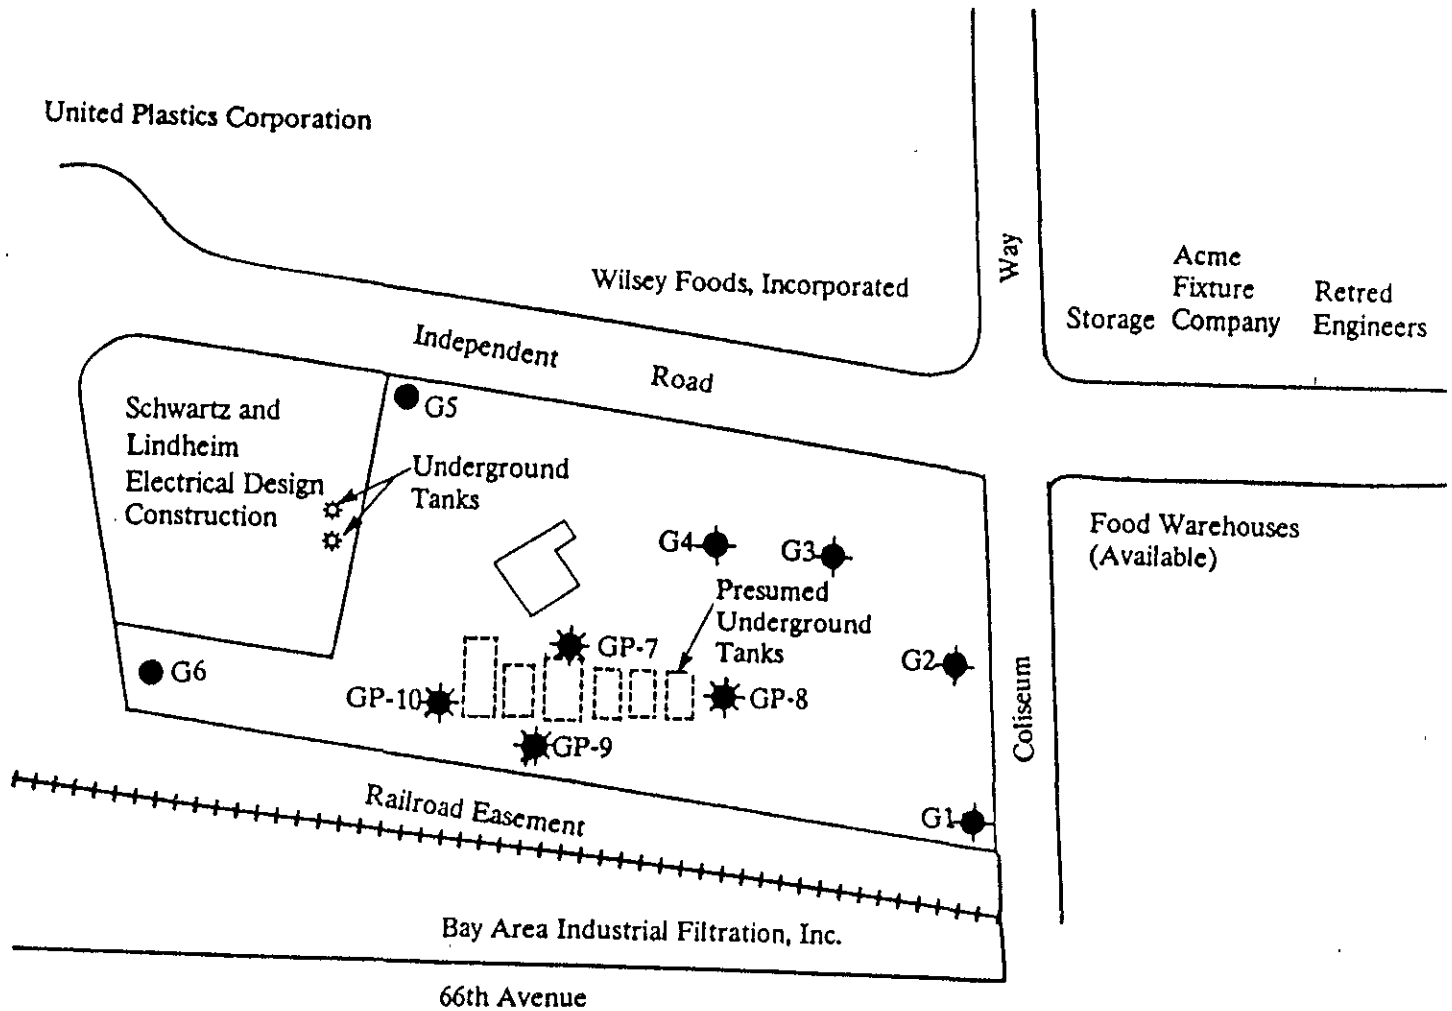 United Plastics Corporation
Way
Wilsey Foods, Incorporated
Acme
Fixture
Storage Company
Retred
Engineers
Independent Road
Schwartz and
Lindheim
Electrical Design
Construction
G5
Underground
Tanks
G4
G3
Food Warehouses
(Available)
Presumed
Underground
Tanks
GP-7
G2
G6
GP-10
GP-8
GP-9
Coliseum
Railroad Easement
G1
Bay Area Industrial Filtration, Inc.
66th Avenue